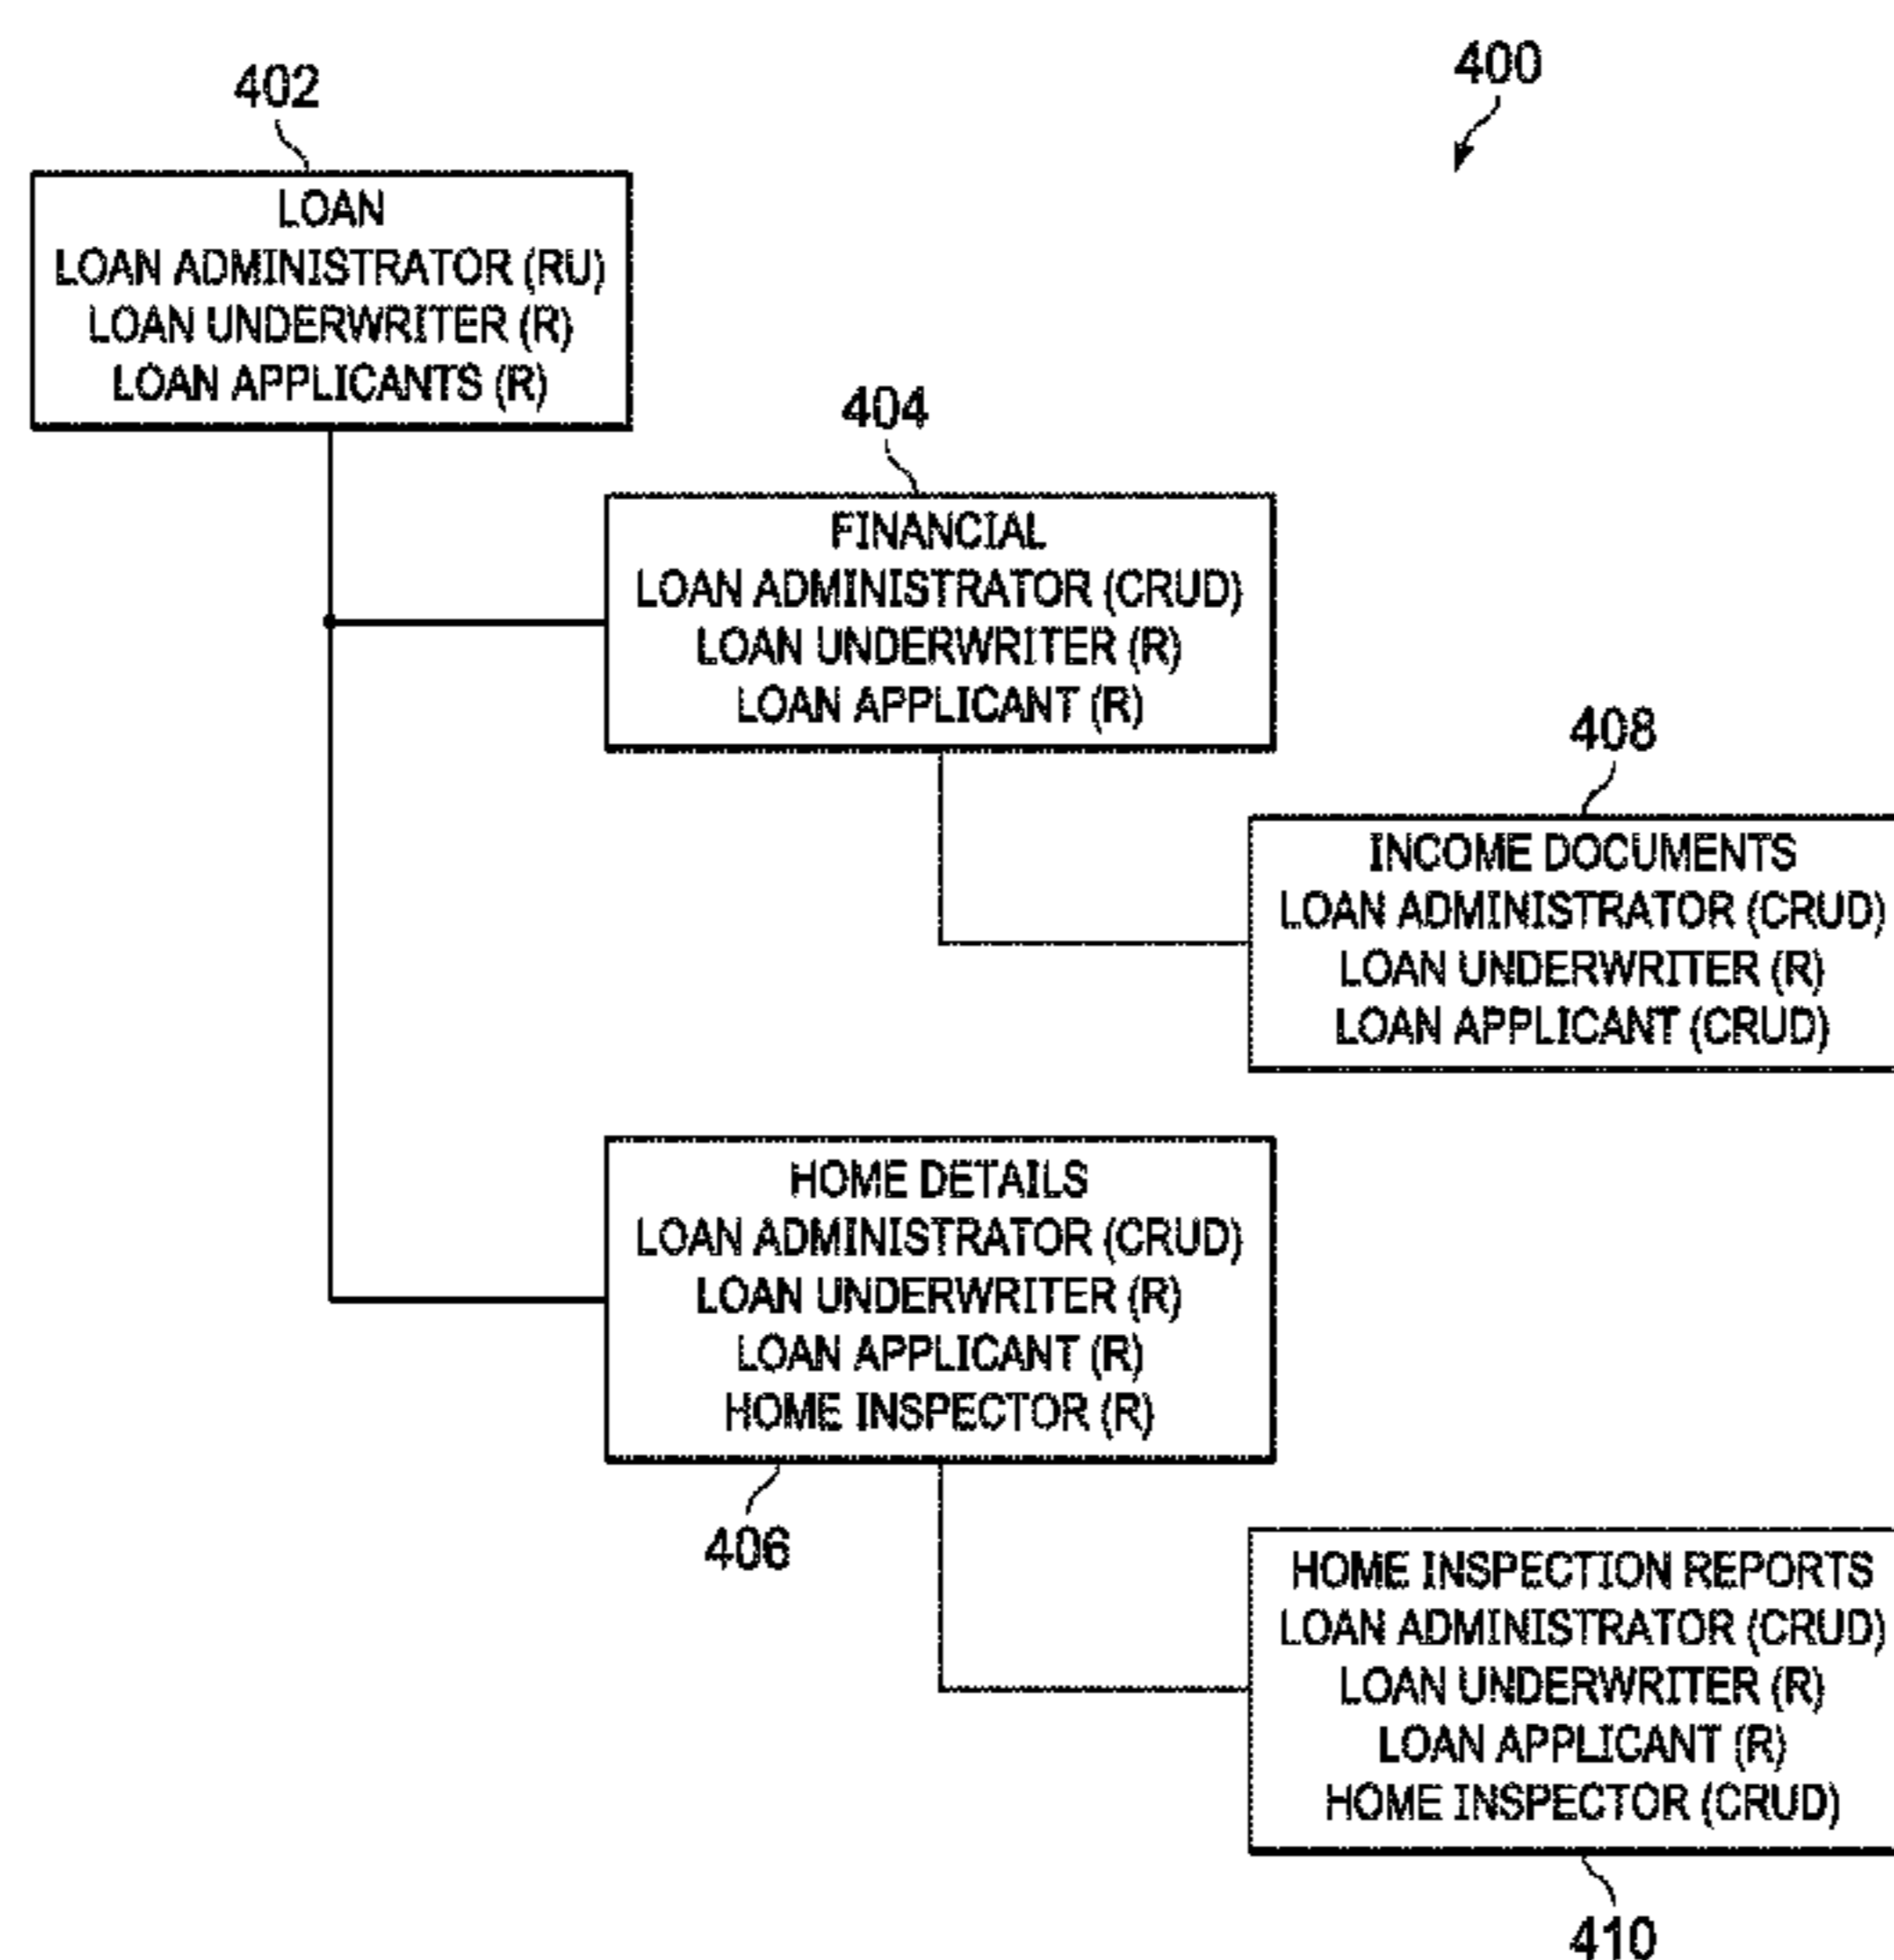 400
402
LOAN
LOAN ADMINISTRATOR (RU)
LOAN UNDERWRITER (R)
LOAN APPLICANTS (R)
404
FINANCIAL
LOAN ADMINISTRATOR (CRUD)
LOAN UNDERWRITER (R)
LOAN APPLICANT (R)
408
INCOME DOCUMENTS
LOAN ADMINISTRATOR (CRUD)
LOAN UNDERWRITER (R)
LOAN APPLICANT (CRUD)
HOME DETAILS
LOAN ADMINISTRATOR (CRUD)
LOAN UNDERWRITER (R)
LOAN APPLICANT (R)
HOME INSPECTOR (R)
406
HOME INSPECTION REPORTS
LOAN ADMINISTRATOR (CRUD)
LOAN UNDERWRITER (R)
LOAN APPLICANT (R)
HOME INSPECTOR (CRUD)
410